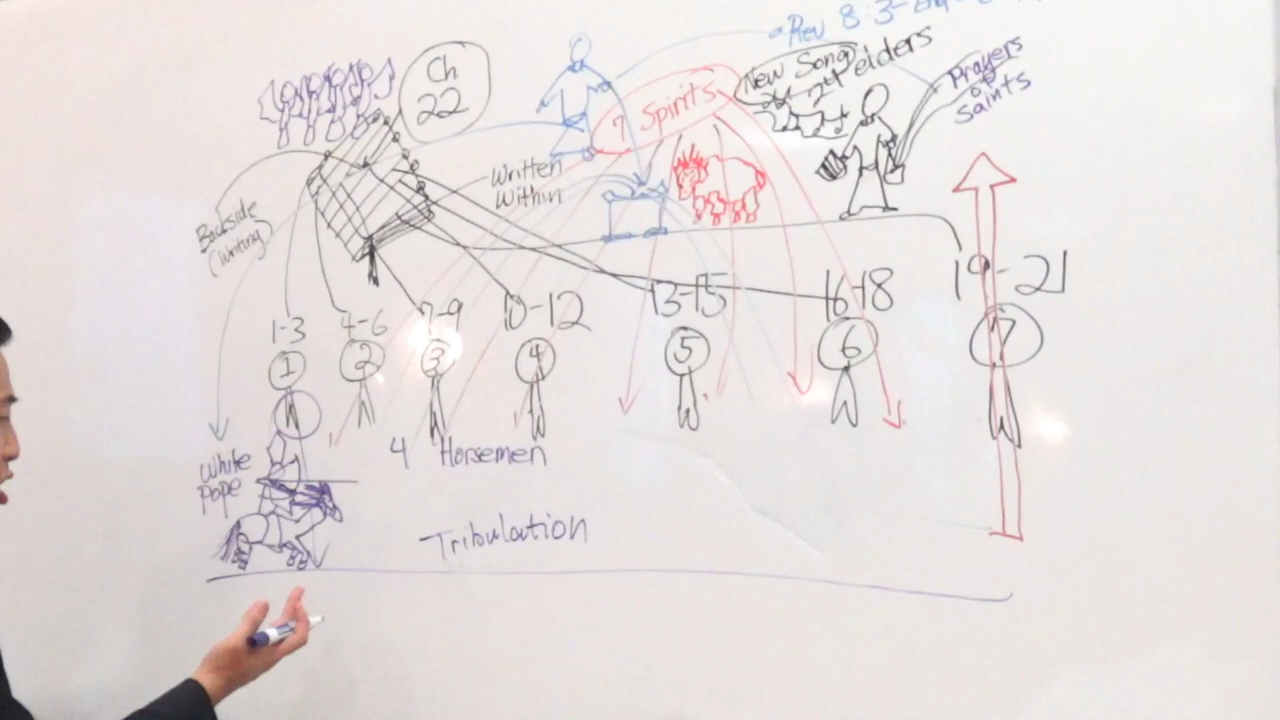 Rev 8:3-
Ch
22
New Song
24 elders
Prayers
of
Saints
7 Spirits
Written
Within
Backside
(Writing)
1-3 4-6 7-9 10-12 13-15 16-18 19-21
1 2 3 4 5 6 7
4 Horsemen
White
Pope
Tribulation